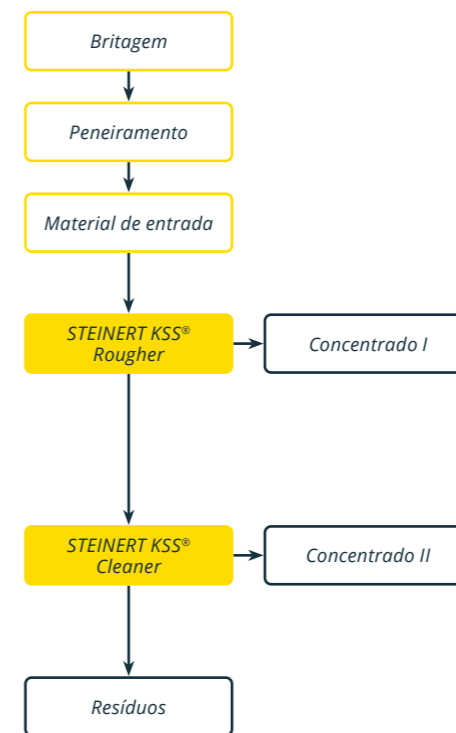 Britagem
Peneiramento
Material de entrada
STEINERT KSS®
Rougher
Concentrado I
STEINERT KSS®
Cleaner
Concentrado II
Resíduos